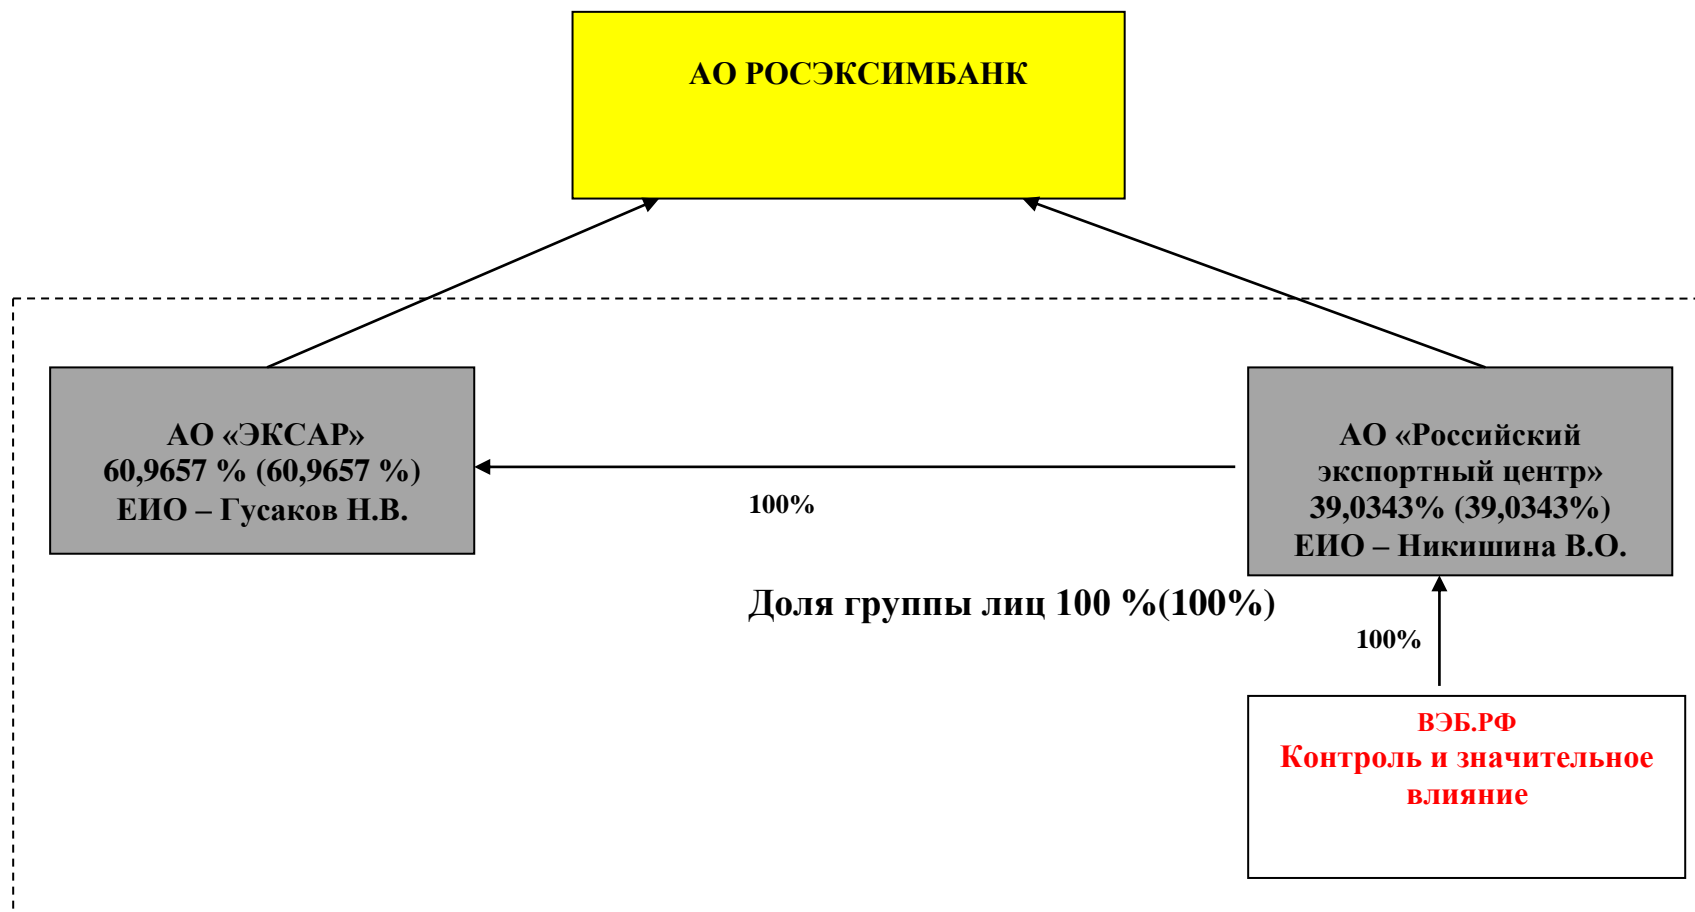 АО РОСЭКСИМБАНК
АО «ЭКСАР»
60,9657 % (60,9657 %)
ЕИО – Гусаков Н.В.
100%
АО «Российский
экспортный центр»
39,0343% (39,0343%)
ЕИО – Никишина В.О.
Доля группы лиц 100 %(100%)
100%
ВЭБ.РФ
Контроль и значительное
влияние